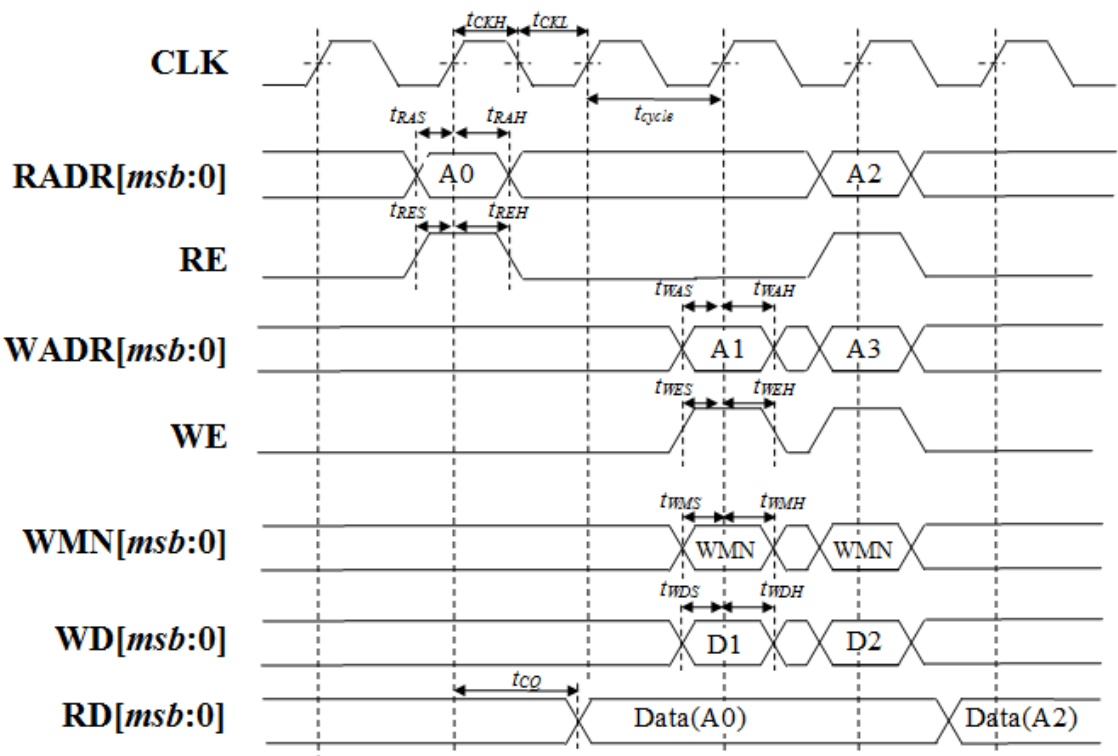 tCKH tCKL
CLK
tcycle
tRAS tRAH
RADR[msb:0] A0 A2
tRES tREH
RE
tWAS tWAH
WADR[msb:0] A1 A3
tWES tWEH
WE
tWMS tWMH
WMN[msb:0] WMN WMN
tWDS tWDH
WD[msb:0] D1 D2
tCQ
RD[msb:0] Data(A0) Data(A2)